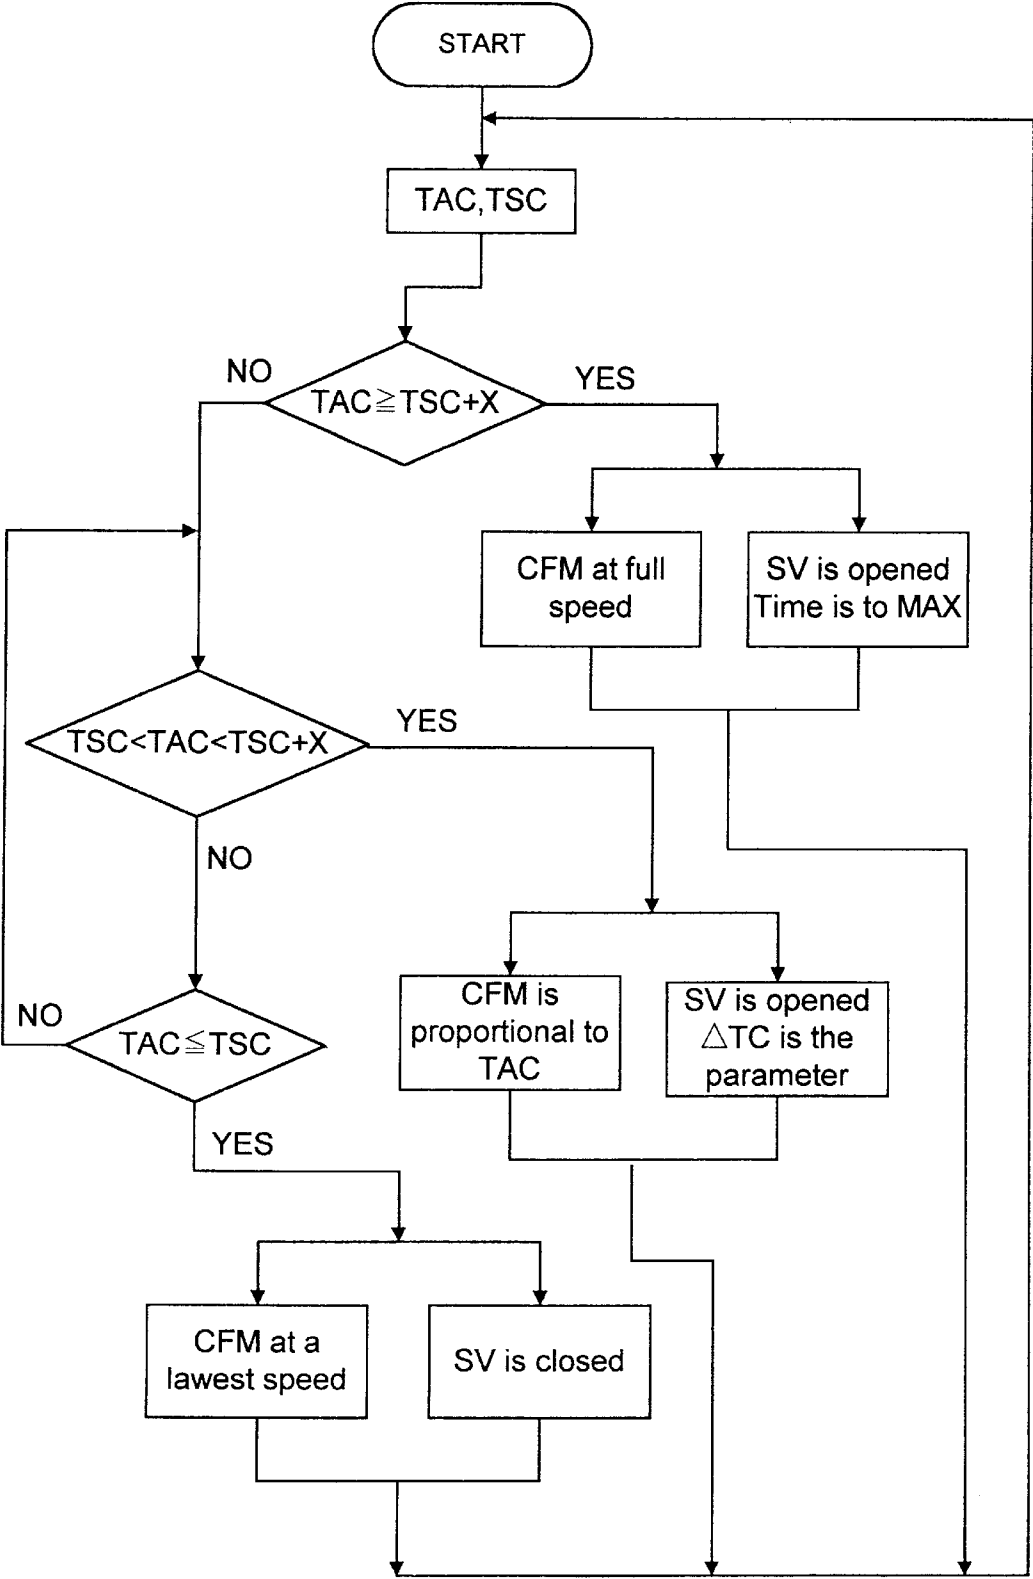 START
TAC,TSC
NO
YES
TAC≧TSC+X
CFM at full
speed
SV is opened
Time is to MAX
YES
TSC<TAC<TSC+X
NO
NO
TAC≦TSC
CFM is
proportional to
TAC
SV is opened
△TC is the
parameter
YES
CFM at a
lawest speed
SV is closed